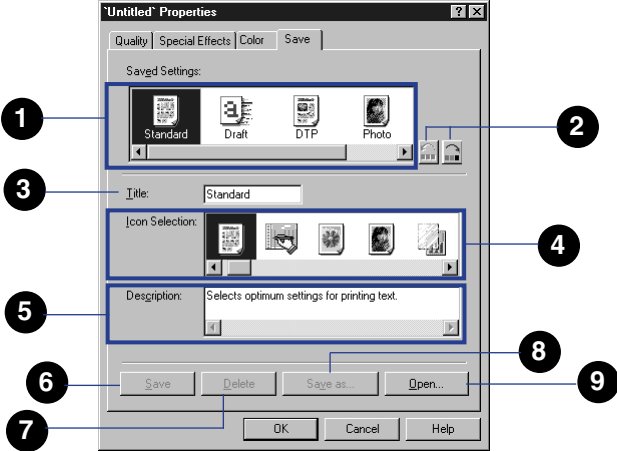 `Untitled` Properties
Quality Special Effects Color Save
Saved Settings:
1
Standard Draft DTP Photo
2
3 Title: Standard
Icon Selection:
4
5 Description: Selects optimum settings for printing text.
8
6 Save Delete Save as... Open... 9
7 OK Cancel Help